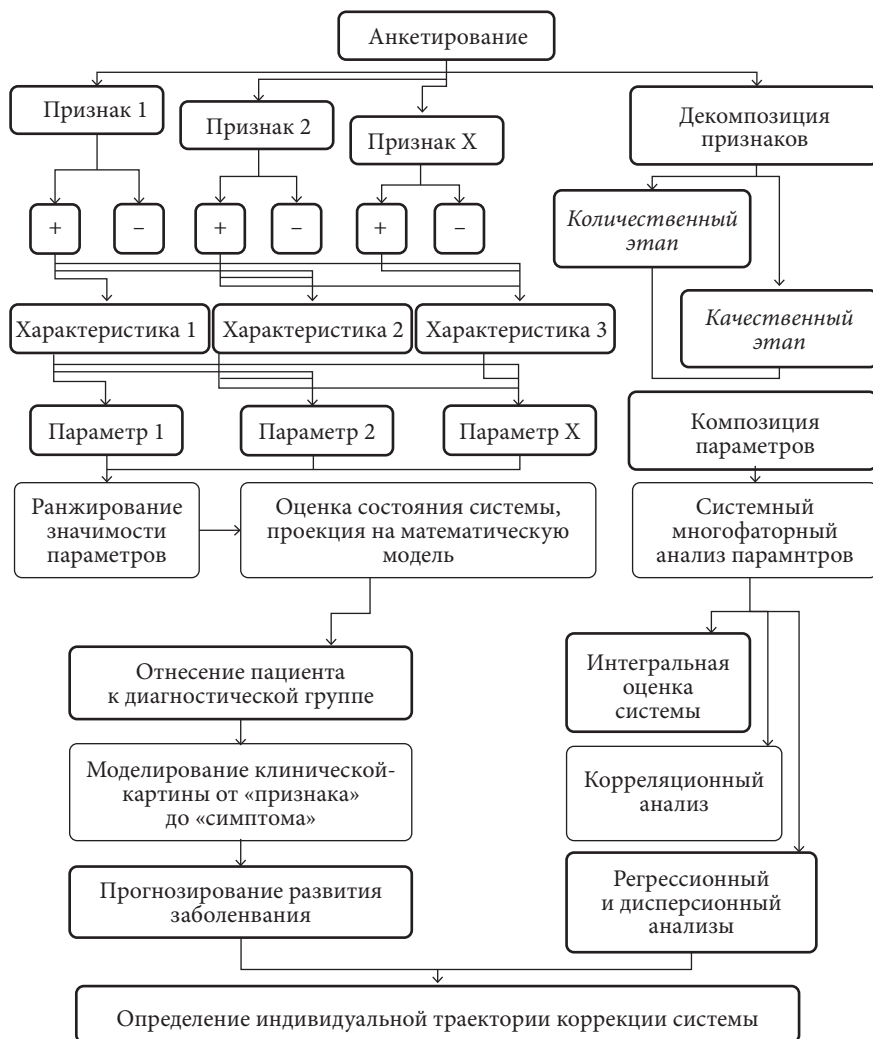 Анкетирование
Признак 1
Признак 2
Признак X
Декомпозиция
признаков
+
–
+
–
+
–
Количественный
этап
Характеристика 1
Характеристика 2
Характеристика 3
Качественный
этап
Параметр 1
Параметр 2
Параметр X
Композиция
параметров
Ранжирование
значимости
параметров
Оценка состояния системы,
проекция на математическую
модель
Системный
многофаторный
анализ парамнтров
Отнесение пациента
к диагностической группе
Интегральная
оценка
системы
Моделирование клинической-
картины от «признака»
до «симптома»
Корреляционный
анализ
Прогнозирование развития
заболенвания
Регрессионный
и дисперсионный
анализы
Определение индивидуальной траектории коррекции системы